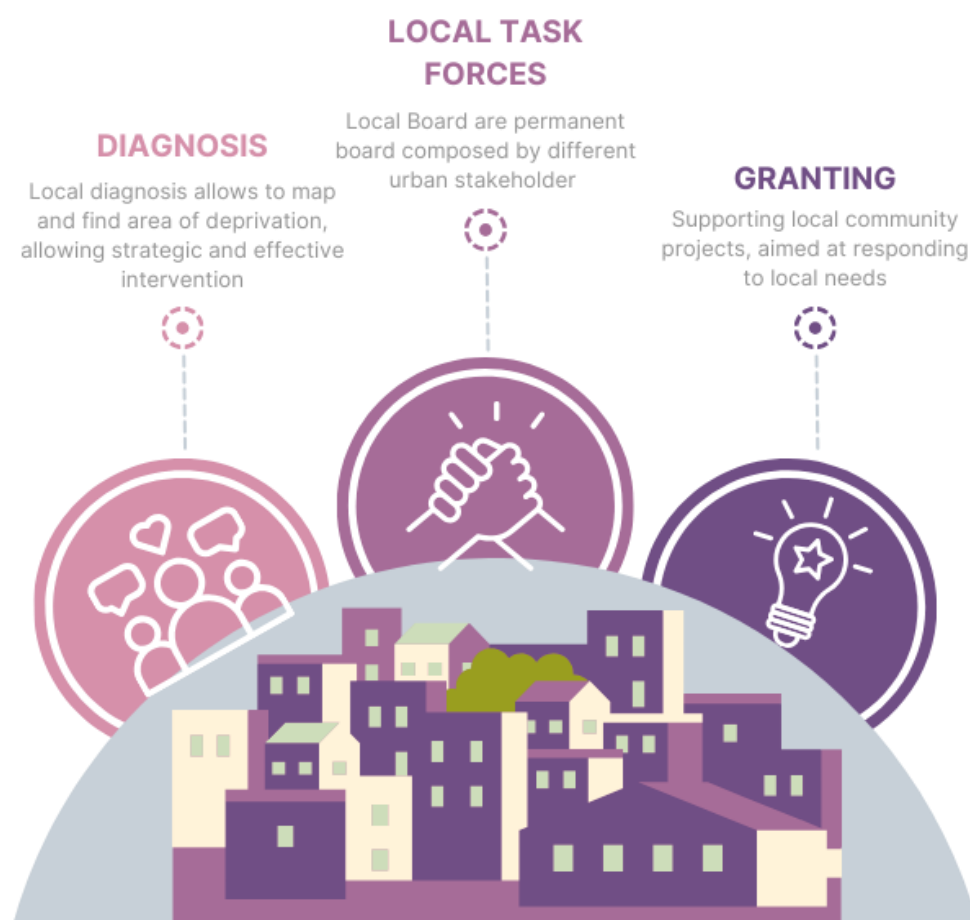 DIAGNOSIS
Local diagnosis allows to map
and find area of deprivation,
allowing strategic and effective
intervention
LOCAL TASK
FORCES
Local Board are permanent
board composed by different
urban stakeholder
GRANTING
Supporting local community
projects, aimed at responding
to local needs